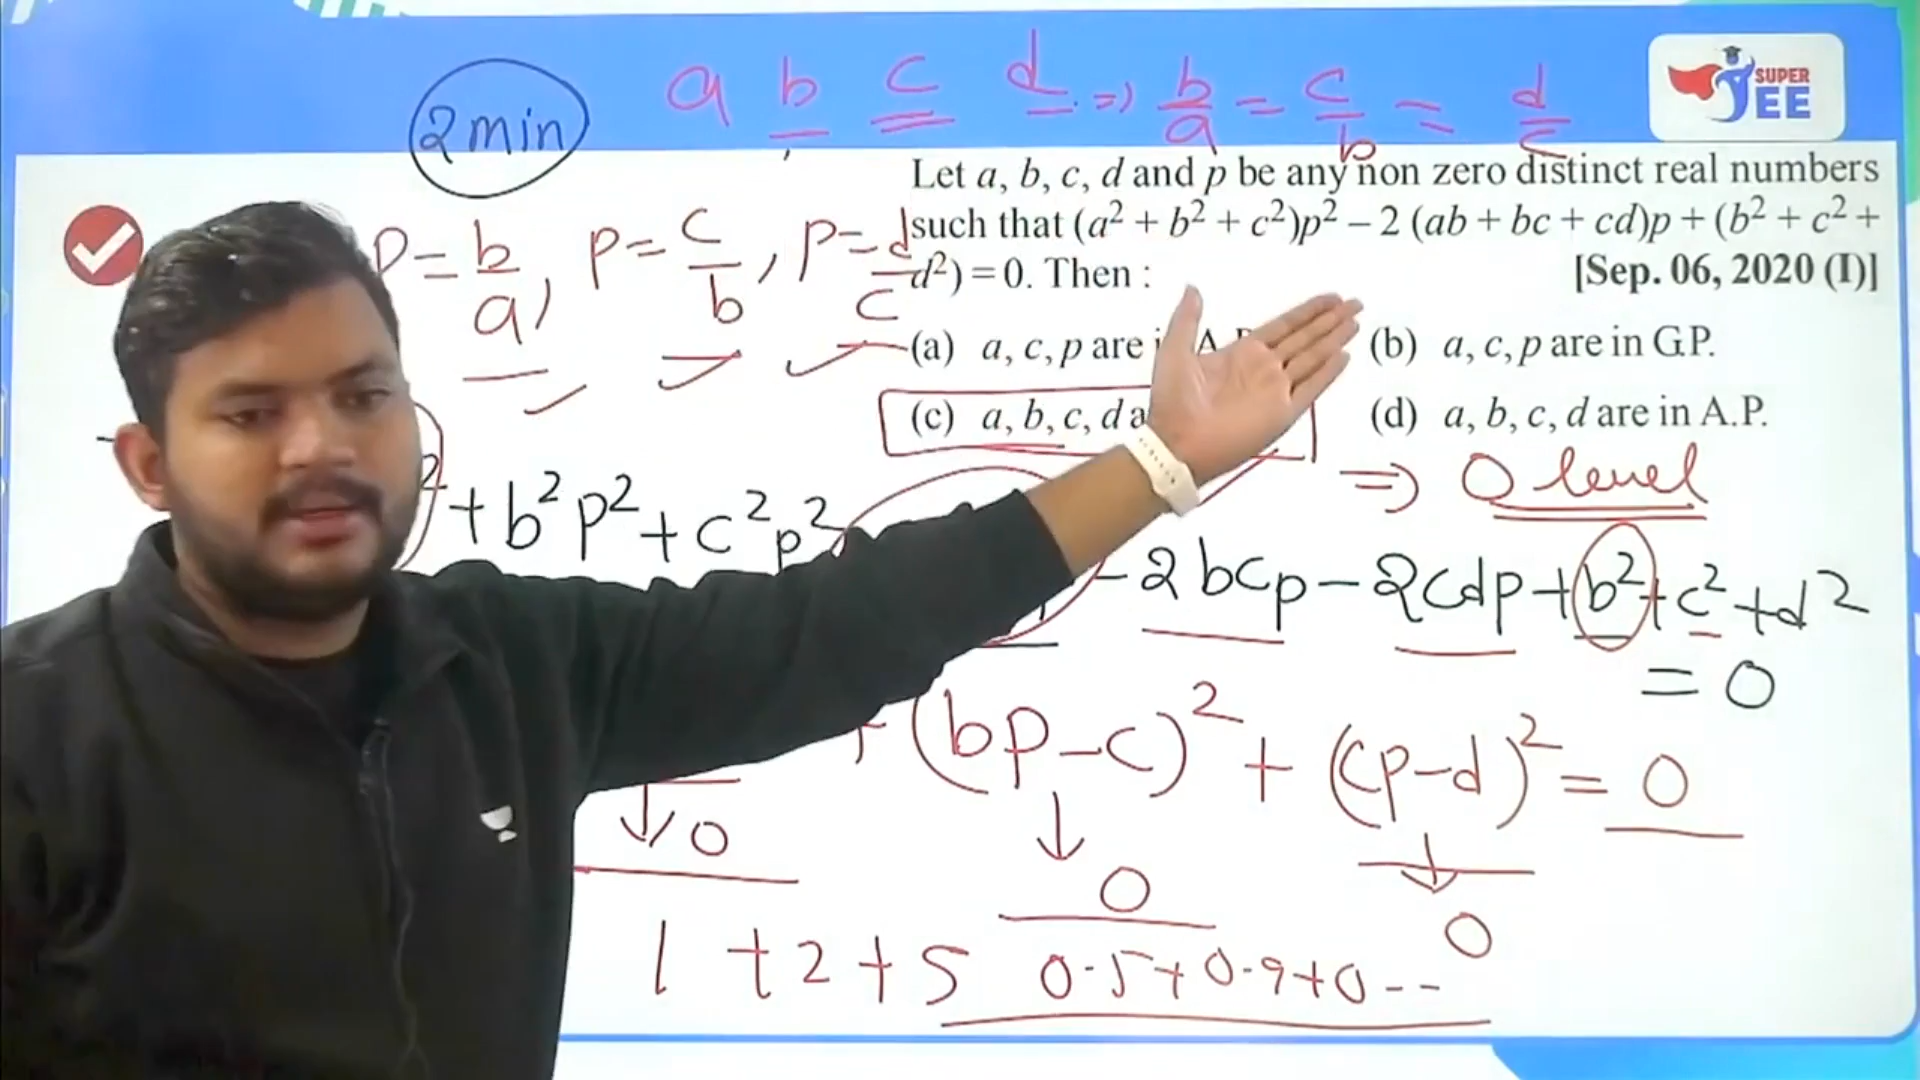 2 min
a b c d ⇒ b/a = c/b = d/c
SUPER
JEE
Let a, b, c, d and p be any non zero distinct real numbers
such that (a² + b² + c²)p² – 2 (ab + bc + cd)p + (b² + c² +
d²) = 0. Then :
[Sep. 06, 2020 (I)]
P = b/a, p = c/b, p = d/c
(a) a, c, p are
(b) a, c, p are in G.P.
(c) a, b, c, d
(d) a, b, c, d are in A.P.
⇒ 0 level
+ b²p² + c²p²
- 2bcp - 2cdp + b² + c² + d²
= 0
+ (bp - c)² + (cp - d)² = 0
↓ 0
↓ 0
↓ 0
1 + 2 + 5
0.5 + 0.9 + 0 --